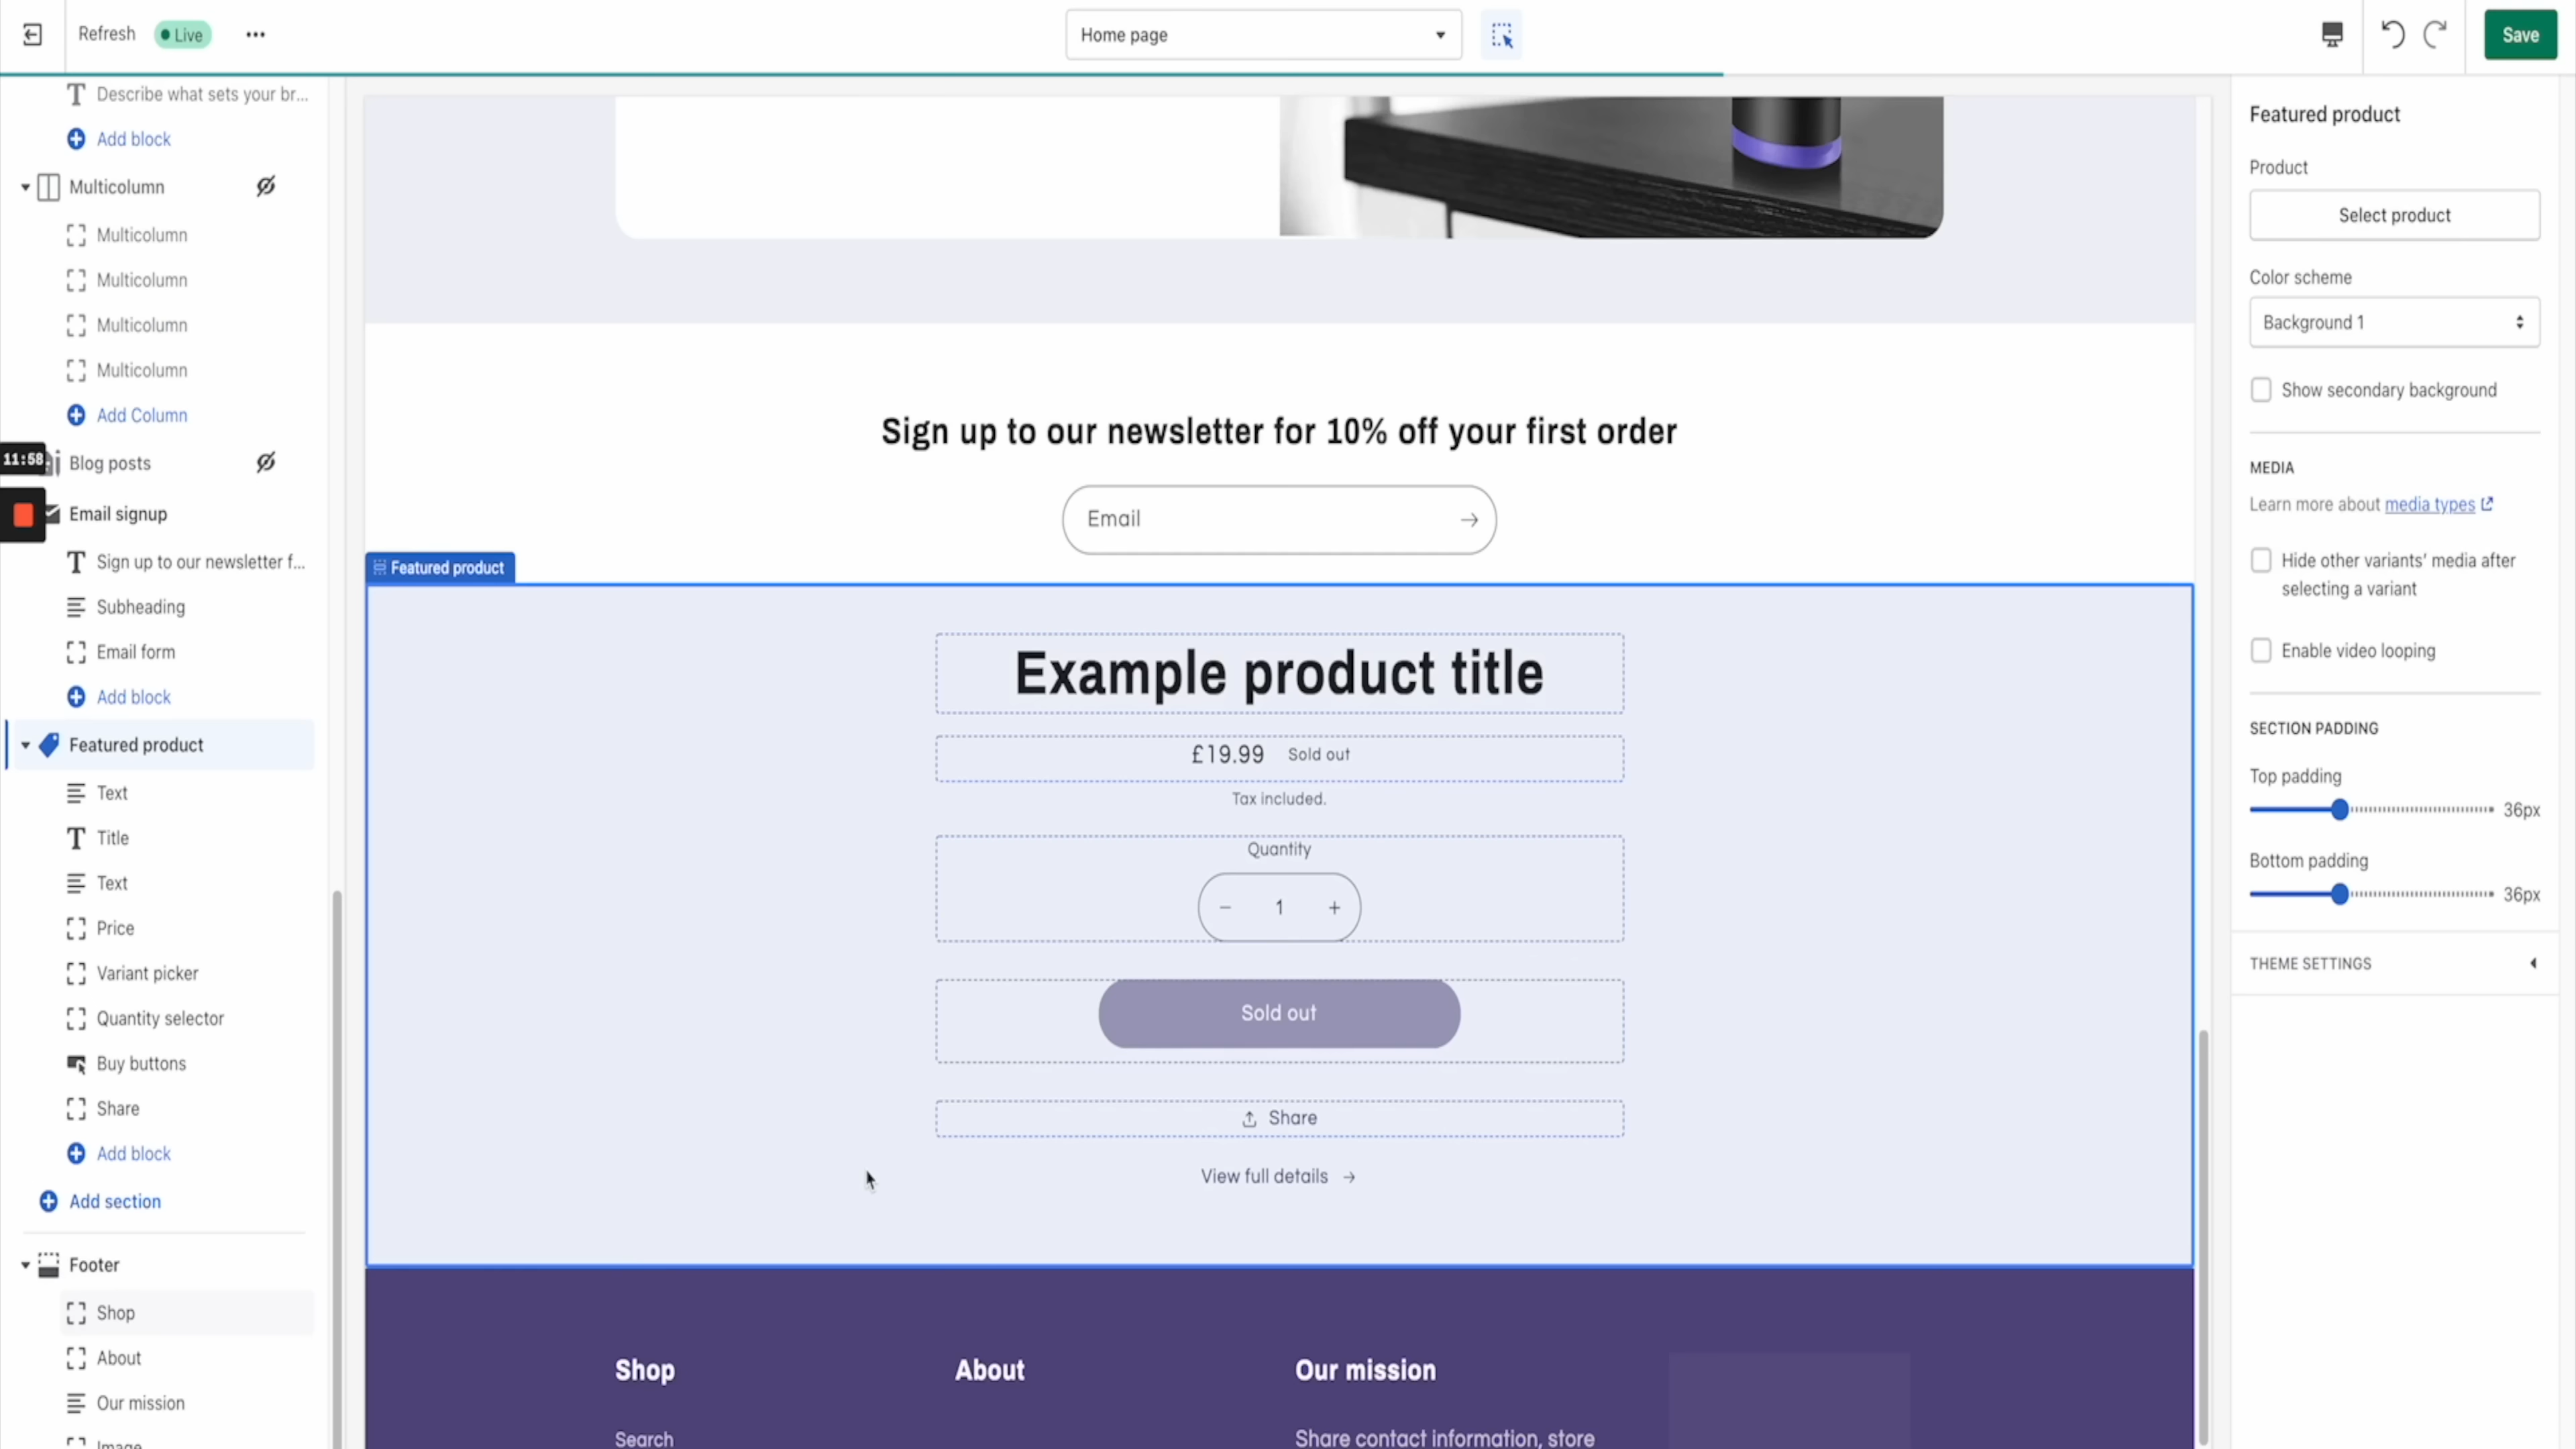 Refresh
Live
Home page
Save
Describe what sets your br...
Add block
Multicolumn
Multicolumn
Multicolumn
Multicolumn
Multicolumn
Add Column
11:58
Blog posts
Email signup
Sign up to our newsletter f...
Subheading
Email form
Add block
Featured product
Text
Title
Text
Price
Variant picker
Quantity selector
Buy buttons
Share
Add block
Add section
Footer
Shop
About
Our mission
Image
Sign up to our newsletter for 10% off your first order
Email
Featured product
Example product title
£19.99 Sold out
Tax included.
Quantity
1
Sold out
Share
View full details
Shop
About
Our mission
Search
Share contact information, store
Featured product
Product
Select product
Color scheme
Background 1
Show secondary background
MEDIA
Learn more about media types
Hide other variants' media after
selecting a variant
Enable video looping
SECTION PADDING
Top padding
36px
Bottom padding
36px
THEME SETTINGS